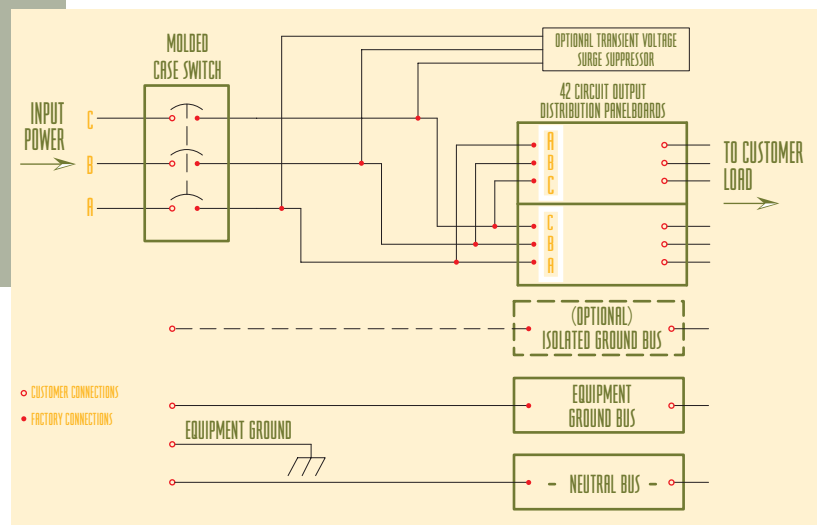 MOLDED
CASE SWITCH
OPTIONAL TRANSIENT VOLTAGE
SURGE SUPPRESSOR
42 CIRCUIT OUTPUT
DISTRIBUTION PANELBOARDS
INPUT
POWER
C
B
A
A
B
C
C
B
A
TO CUSTOMER
LOAD
(OPTIONAL)
ISOLATED GROUND BUS
CUSTOMER CONNECTIONS
FACTORY CONNECTIONS
EQUIPMENT
GROUND BUS
EQUIPMENT GROUND
- NEUTRAL BUS -